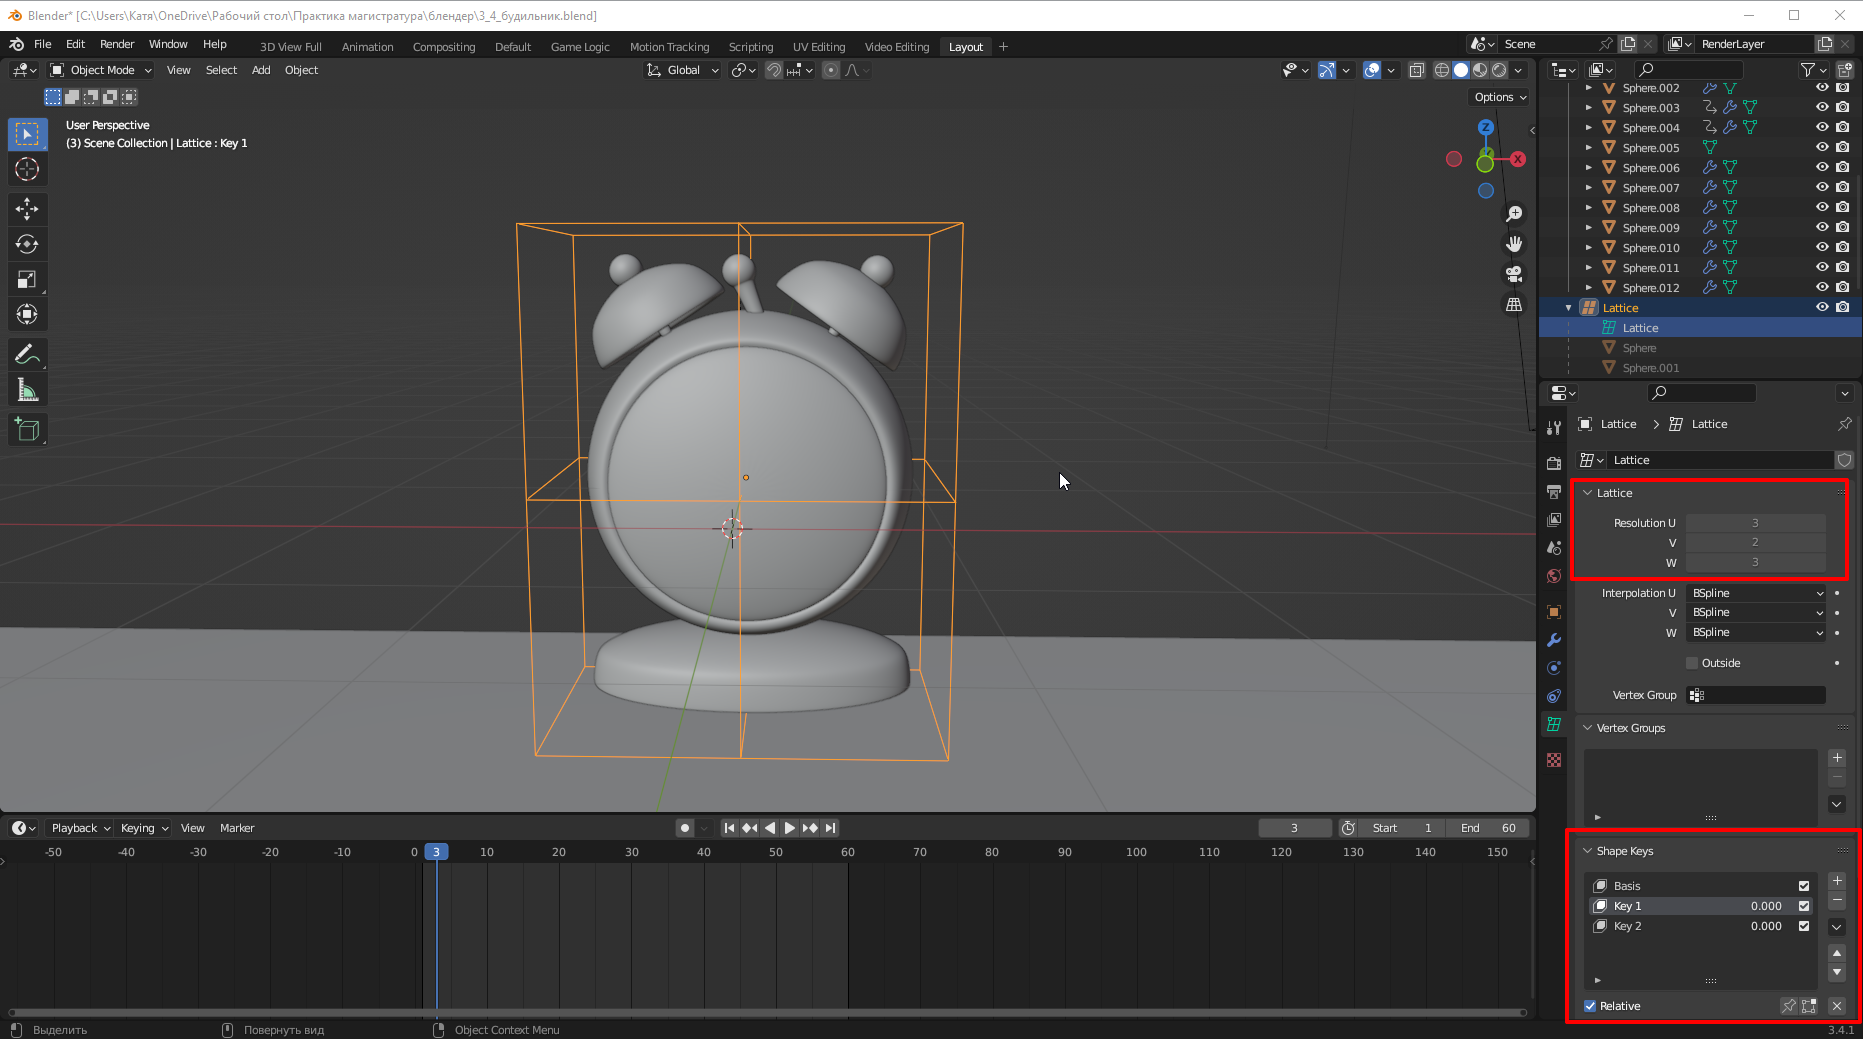 Blender* [C:\Users\Катя\OneDrive\Рабочий стол\Практика магистратура\блендер\3_4_будильник.blend]
File Edit Render Window Help 3D View Full Animation Compositing Default Game Logic Motion Tracking Scripting UV Editing Video Editing Layout + Scene RenderLayer
Object Mode View Select Add Object Global
Options
User Perspective
(3) Scene Collection | Lattice : Key 1
Z
Y
X
Sphere.002
Sphere.003
Sphere.004
Sphere.005
Sphere.006
Sphere.007
Sphere.008
Sphere.009
Sphere.010
Sphere.011
Sphere.012
Lattice
Lattice
Sphere
Sphere.001
Lattice > Lattice
Lattice
Lattice
Resolution U 3
V 2
W 3
Interpolation U BSpline
V BSpline
W BSpline
Outside
Vertex Group
Vertex Groups
Shape Keys
Basis
Key 1 0.000
Key 2 0.000
Relative
Playback Keying View Marker 3 Start 1 End 60
-50 -40 -30 -20 -10 0 3 10 20 30 40 50 60 70 80 90 100 110 120 130 140 150
Выделить Повернуть вид Object Context Menu 3.4.1